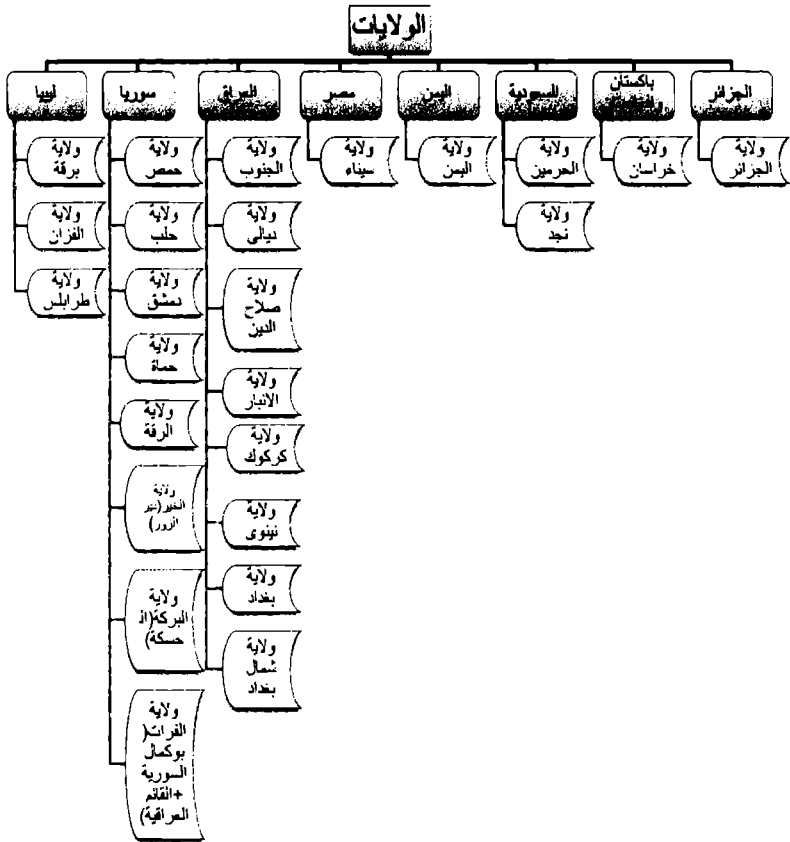 الولايات
الجزائر
باكستان
السعودية
اليمن
مصر
العراق
سوريا
ليبيا
ولاية
الجزائر
ولاية
خراسان
ولاية
الحرمين
ولاية
نجد
ولاية
اليمن
ولاية
سيناء
ولاية
الجنوب
ولاية
ديالى
ولاية
صلاح
الدين
ولاية
الانبار
ولاية
كركوك
ولاية
نينوى
ولاية
بغداد
ولاية
شمال
بغداد
ولاية
حمص
ولاية
حلب
ولاية
دمشق
ولاية
حماة
ولاية
الرقة
ولاية
الخير(دير
الزور)
ولاية
البركة(ال
حسكة)
ولاية
الفرات(
بوكمال
السورية
+القائم
العراقية)
ولاية
برقة
ولاية
الفزان
ولاية
طرابلس